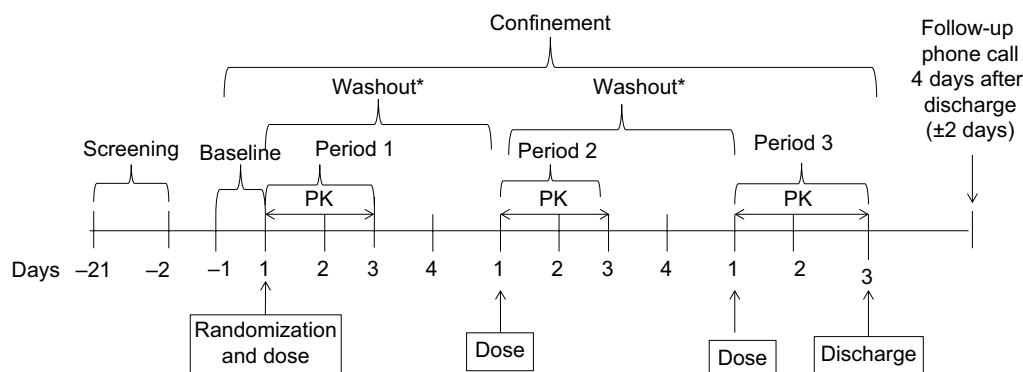 Confinement
Follow-up
phone call
4 days after
discharge
(±2 days)
Washout* Washout*
Screening Baseline Period 1 Period 2 Period 3
PK PK PK
Days –21 –2 –1 1 2 3 4 1 2 3 4 1 2 3
Randomization
and dose
Dose
Dose
Discharge